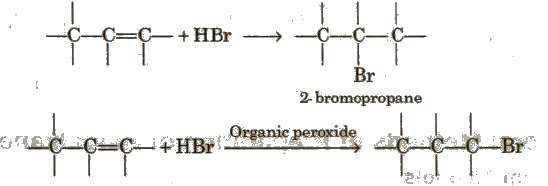 —C—C=C— + HBr ⟶ —C—C—C—
Br
2- bromopropane
—C—C=C— + HBr Organic peroxide ⟶ —C—C—C—Br